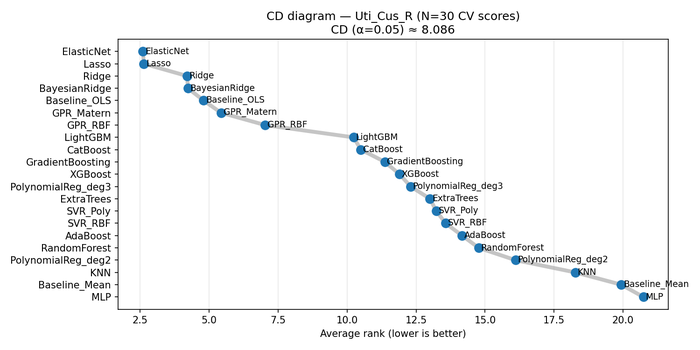 CD diagram — Uti_Cus_R (N=30 CV scores)
CD (α=0.05) ≈ 8.086
ElasticNet
Lasso
Ridge
BayesianRidge
Baseline_OLS
GPR_Matern
GPR_RBF
LightGBM
CatBoost
GradientBoosting
XGBoost
PolynomialReg_deg3
ExtraTrees
SVR_Poly
SVR_RBF
AdaBoost
RandomForest
PolynomialReg_deg2
KNN
Baseline_Mean
MLP
ElasticNet
Lasso
Ridge
BayesianRidge
Baseline_OLS
GPR_Matern
GPR_RBF
LightGBM
CatBoost
GradientBoosting
XGBoost
PolynomialReg_deg3
ExtraTrees
SVR_Poly
SVR_RBF
AdaBoost
RandomForest
PolynomialReg_deg2
KNN
Baseline_Mean
MLP
2.5 5.0 7.5 10.0 12.5 15.0 17.5 20.0
Average rank (lower is better)